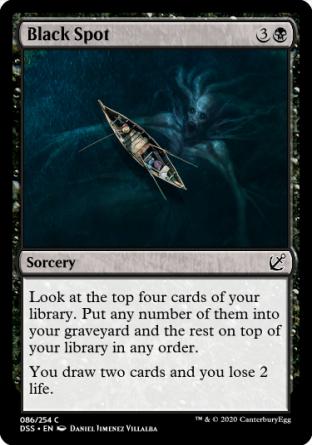 Black Spot 3
Sorcery
Look at the top four cards of your
library. Put any number of them into
your graveyard and the rest on top of
your library in any order.
You draw two cards and you lose 2
life.
086/254 C
DSS • EN DANIEL JIMENEZ VILLALBA
™ & © 2020 CanterburyEgg